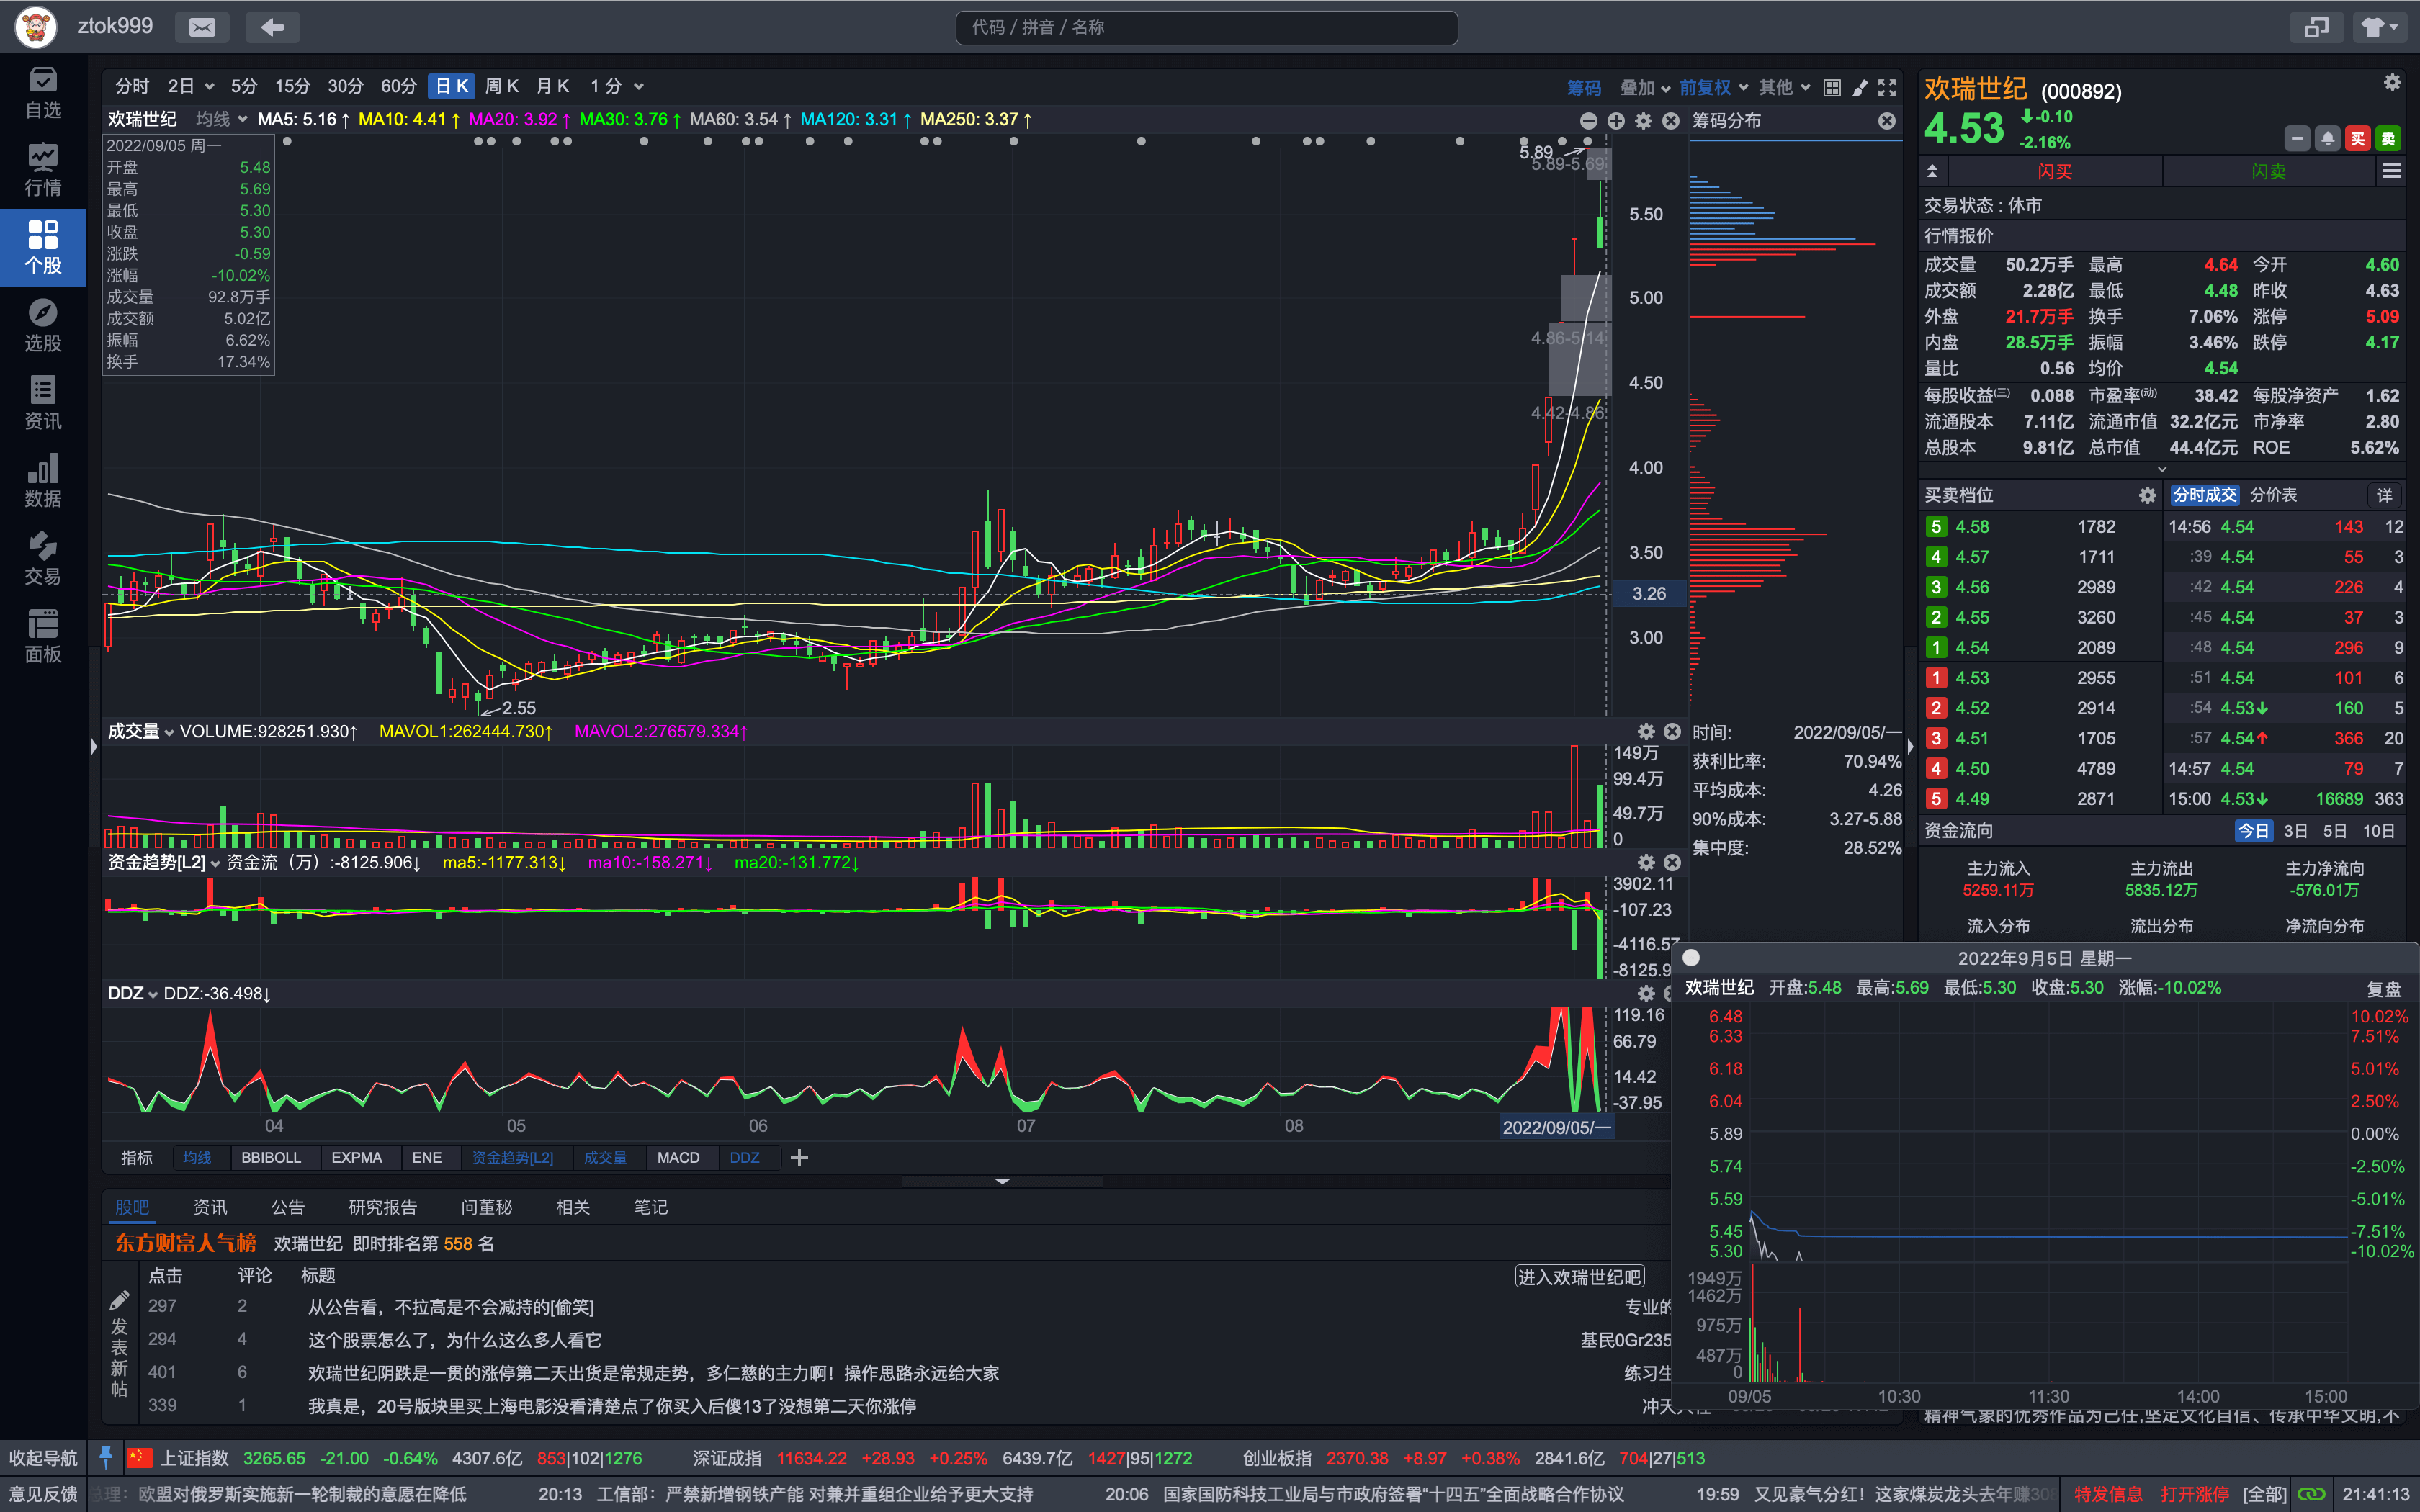 ztok999
代码 / 拼音 / 名称
自选
行情
个股
选股
资讯
数据
交易
面板
分时 2日 5分 15分 30分 60分 日K 周K 月K 1分
筹码 叠加 前复权 其他
欢瑞世纪 均线 MA5: 5.16↑ MA10: 4.41↑ MA20: 3.92↑ MA30: 3.76↑ MA60: 3.54↑ MA120: 3.31↑ MA250: 3.37↑
筹码分布
2022/09/05 周一
开盘 5.48
最高 5.69
最低 5.30
收盘 5.30
涨跌 -0.59
涨幅 -10.02%
成交量 92.8万手
成交额 5.02亿
振幅 6.62%
换手 17.34%
5.89
5.89-5.69
4.86-5.14
4.42-4.86
2.55
5.50
5.00
4.50
4.00
3.50
3.26
3.00
成交量 VOLUME:928251.930↑ MAVOL1:262444.730↑ MAVOL2:276579.334↑
149万
99.4万
49.7万
0
资金趋势[L2] 资金流（万）:-8125.906↓ ma5:-1177.313↓ ma10:-158.271↓ ma20:-131.772↓
3902.11
-107.23
-4116.57
-8125.9
DDZ DDZ:-36.498↓
119.16
66.79
14.42
-37.95
04 05 06 07 08 2022/09/05/一
指标 均线 BBIBOLL EXPMA ENE 资金趋势[L2] 成交量 MACD DDZ
时间: 2022/09/05/一
获利比率: 70.94%
平均成本: 4.26
90%成本: 3.27-5.88
集中度: 28.52%
股吧 资讯 公告 研究报告 问董秘 相关 笔记
东方财富人气榜 欢瑞世纪 即时排名第 558 名
点击 评论 标题 进入欢瑞世纪吧
发表新帖
297 2 从公告看，不拉高是不会减持的[偷笑] 专业的
294 4 这个股票怎么了，为什么这么多人看它 基民0Gr235
401 6 欢瑞世纪阴跌是一贯的涨停第二天出货是常规走势，多仁慈的主力啊！操作思路永远给大家 练习生
339 1 我真是，20号版块里买上海电影没看清楚点了你买入后傻13了没想第二天你涨停 冲天
欢瑞世纪 (000892)
4.53 -0.10
-2.16%
买 卖
闪买 闪卖
交易状态 : 休市
行情报价
成交量 50.2万手 最高 4.64 今开 4.60
成交额 2.28亿 最低 4.48 昨收 4.63
外盘 21.7万手 换手 7.06% 涨停 5.09
内盘 28.5万手 振幅 3.46% 跌停 4.17
量比 0.56 均价 4.54
每股收益(三) 0.088 市盈率(动) 38.42 每股净资产 1.62
流通股本 7.11亿 流通市值 32.2亿元 市净率 2.80
总股本 9.81亿 总市值 44.4亿元 ROE 5.62%
买卖档位 分时成交 分价表 详
5 4.58 1782 14:56 4.54 143 12
4 4.57 1711 :39 4.54 55 3
3 4.56 2989 :42 4.54 226 4
2 4.55 3260 :45 4.54 37 3
1 4.54 2089 :48 4.54 296 9
1 4.53 2955 :51 4.54 101 6
2 4.52 2914 :54 4.53↓ 160 5
3 4.51 1705 :57 4.54↑ 366 20
4 4.50 4789 14:57 4.54 79 7
5 4.49 2871 15:00 4.53↓ 16689 363
资金流向 今日 3日 5日 10日
主力流入 主力流出 主力净流向
5259.11万 5835.12万 -576.01万
流入分布 流出分布 净流向分布
2022年9月5日 星期一
欢瑞世纪 开盘:5.48 最高:5.69 最低:5.30 收盘:5.30 涨幅:-10.02% 复盘
6.48 10.02%
6.33 7.51%
6.18 5.01%
6.04 2.50%
5.89 0.00%
5.74 -2.50%
5.59 -5.01%
5.45 -7.51%
5.30 -10.02%
1949万
1462万
975万
487万
0
09/05 10:30 11:30 14:00 15:00
精神气象的优秀作品为己任,坚定文化自信、传承中华文明,不
收起导航 上证指数 3265.65 -21.00 -0.64% 4307.6亿 853|102|1276 深证成指 11634.22 +28.93 +0.25% 6439.7亿 1427|95|1272 创业板指 2370.38 +8.97 +0.38% 2841.6亿 704|27|513
意见反馈 总理：欧盟对俄罗斯实施新一轮制裁的意愿在降低 20:13 工信部：严禁新增钢铁产能 对兼并重组企业给予更大支持 20:06 国家国防科技工业局与市政府签署“十四五”全面战略合作协议 19:59 又见豪气分红！这家煤炭龙头去年赚308 特发信息 打开涨停 [全部] 21:41:13